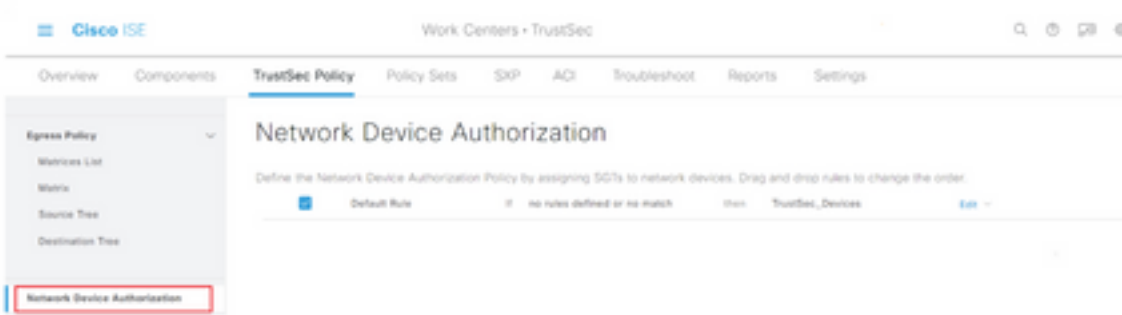 Cisco ISE
Work Centers • TrustSec
Overview Components TrustSec Policy Policy Sets SXP ACI Troubleshoot Reports Settings
Egress Policy
Matrices List
Matrix
Source Tree
Destination Tree
Network Device Authorization
Network Device Authorization
Define the Network Device Authorization Policy by assigning SGTs to network devices. Drag and drop rules to change the order.
Default Rule If no rules defined or no match then TrustSec_Devices Edit